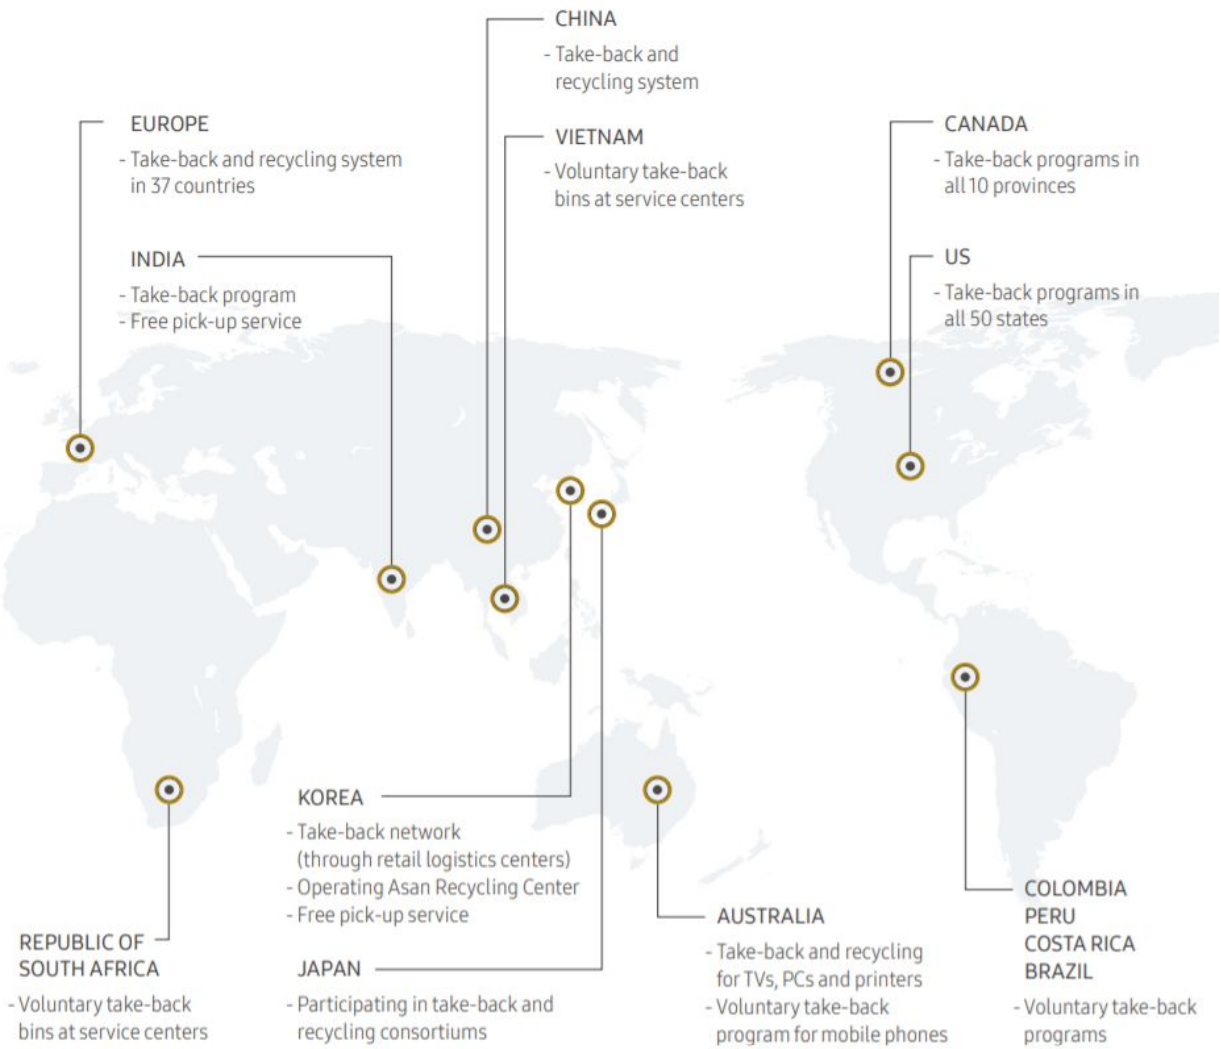 CHINA
- Take-back and
recycling system
EUROPE
- Take-back and recycling system
in 37 countries
VIETNAM
- Voluntary take-back
bins at service centers
CANADA
- Take-back programs in
all 10 provinces
INDIA
- Take-back program
- Free pick-up service
US
- Take-back programs in
all 50 states
KOREA
- Take-back network
(through retail logistics centers)
- Operating Asan Recycling Center
- Free pick-up service
REPUBLIC OF
SOUTH AFRICA
- Voluntary take-back
bins at service centers
JAPAN
- Participating in take-back and
recycling consortiums
AUSTRALIA
- Take-back and recycling
for TVs, PCs and printers
- Voluntary take-back
program for mobile phones
COLOMBIA
PERU
COSTA RICA
BRAZIL
- Voluntary take-back
programs